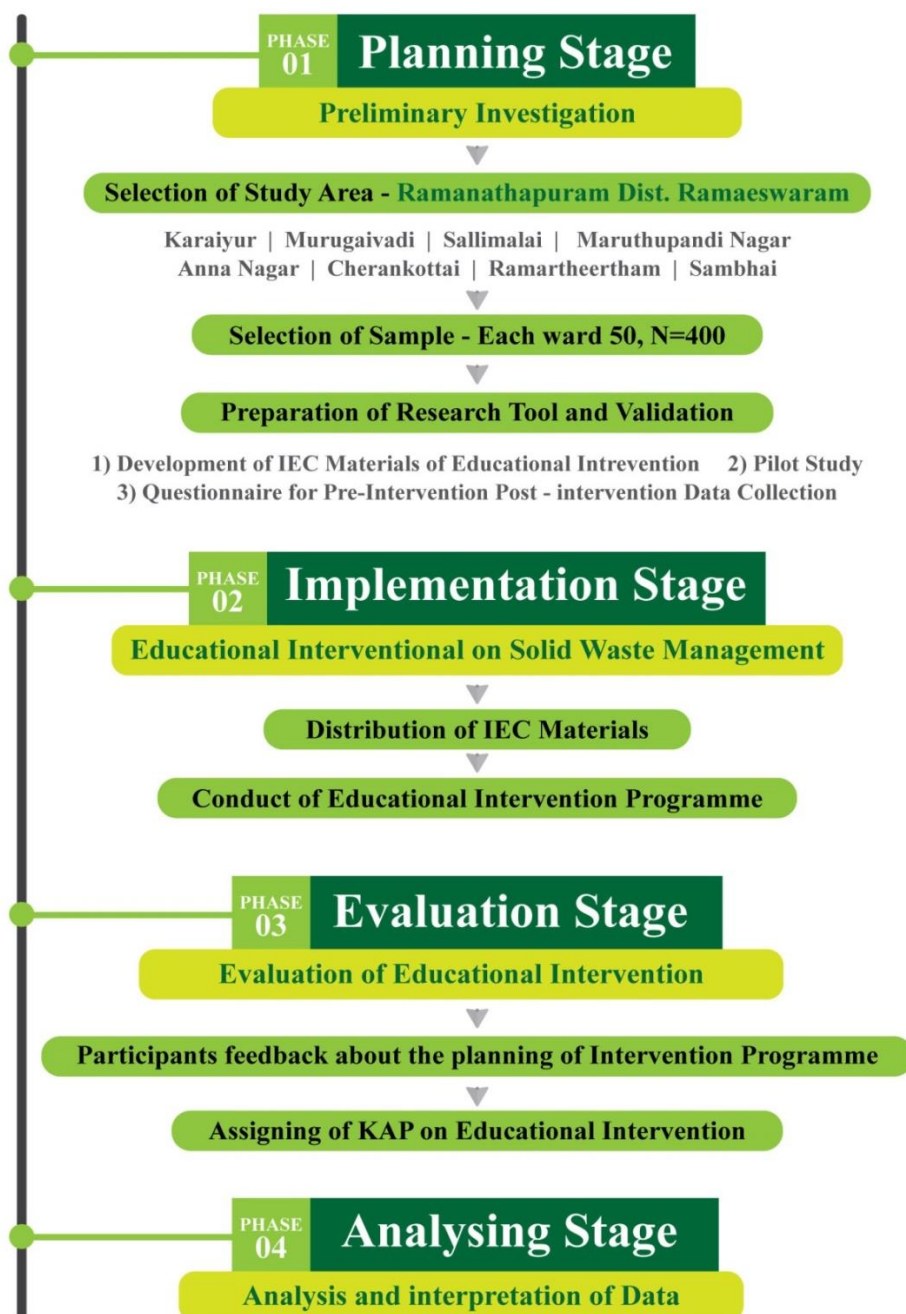 PHASE
01
Planning Stage
Preliminary Investigation
Selection of Study Area - Ramanathapuram Dist. Ramaeswaram
Karaiyur | Murugaivadi | Sallimalai | Maruthupandi Nagar
Anna Nagar | Cherankottai | Ramartheertham | Sambhai
Selection of Sample - Each ward 50, N=400
Preparation of Research Tool and Validation
1) Development of IEC Materials of Educational Intrevention 2) Pilot Study
3) Questionnaire for Pre-Intervention Post - intervention Data Collection
PHASE
02
Implementation Stage
Educational Interventional on Solid Waste Management
Distribution of IEC Materials
Conduct of Educational Intervention Programme
PHASE
03
Evaluation Stage
Evaluation of Educational Intervention
Participants feedback about the planning of Intervention Programme
Assigning of KAP on Educational Intervention
PHASE
04
Analysing Stage
Analysis and interpretation of Data